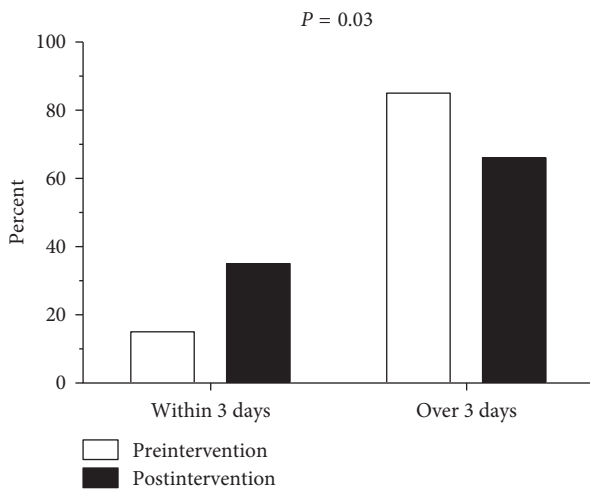 P = 0.03
100
80
60
40
20
0
Percent
Within 3 days
Over 3 days
Preintervention
Postintervention